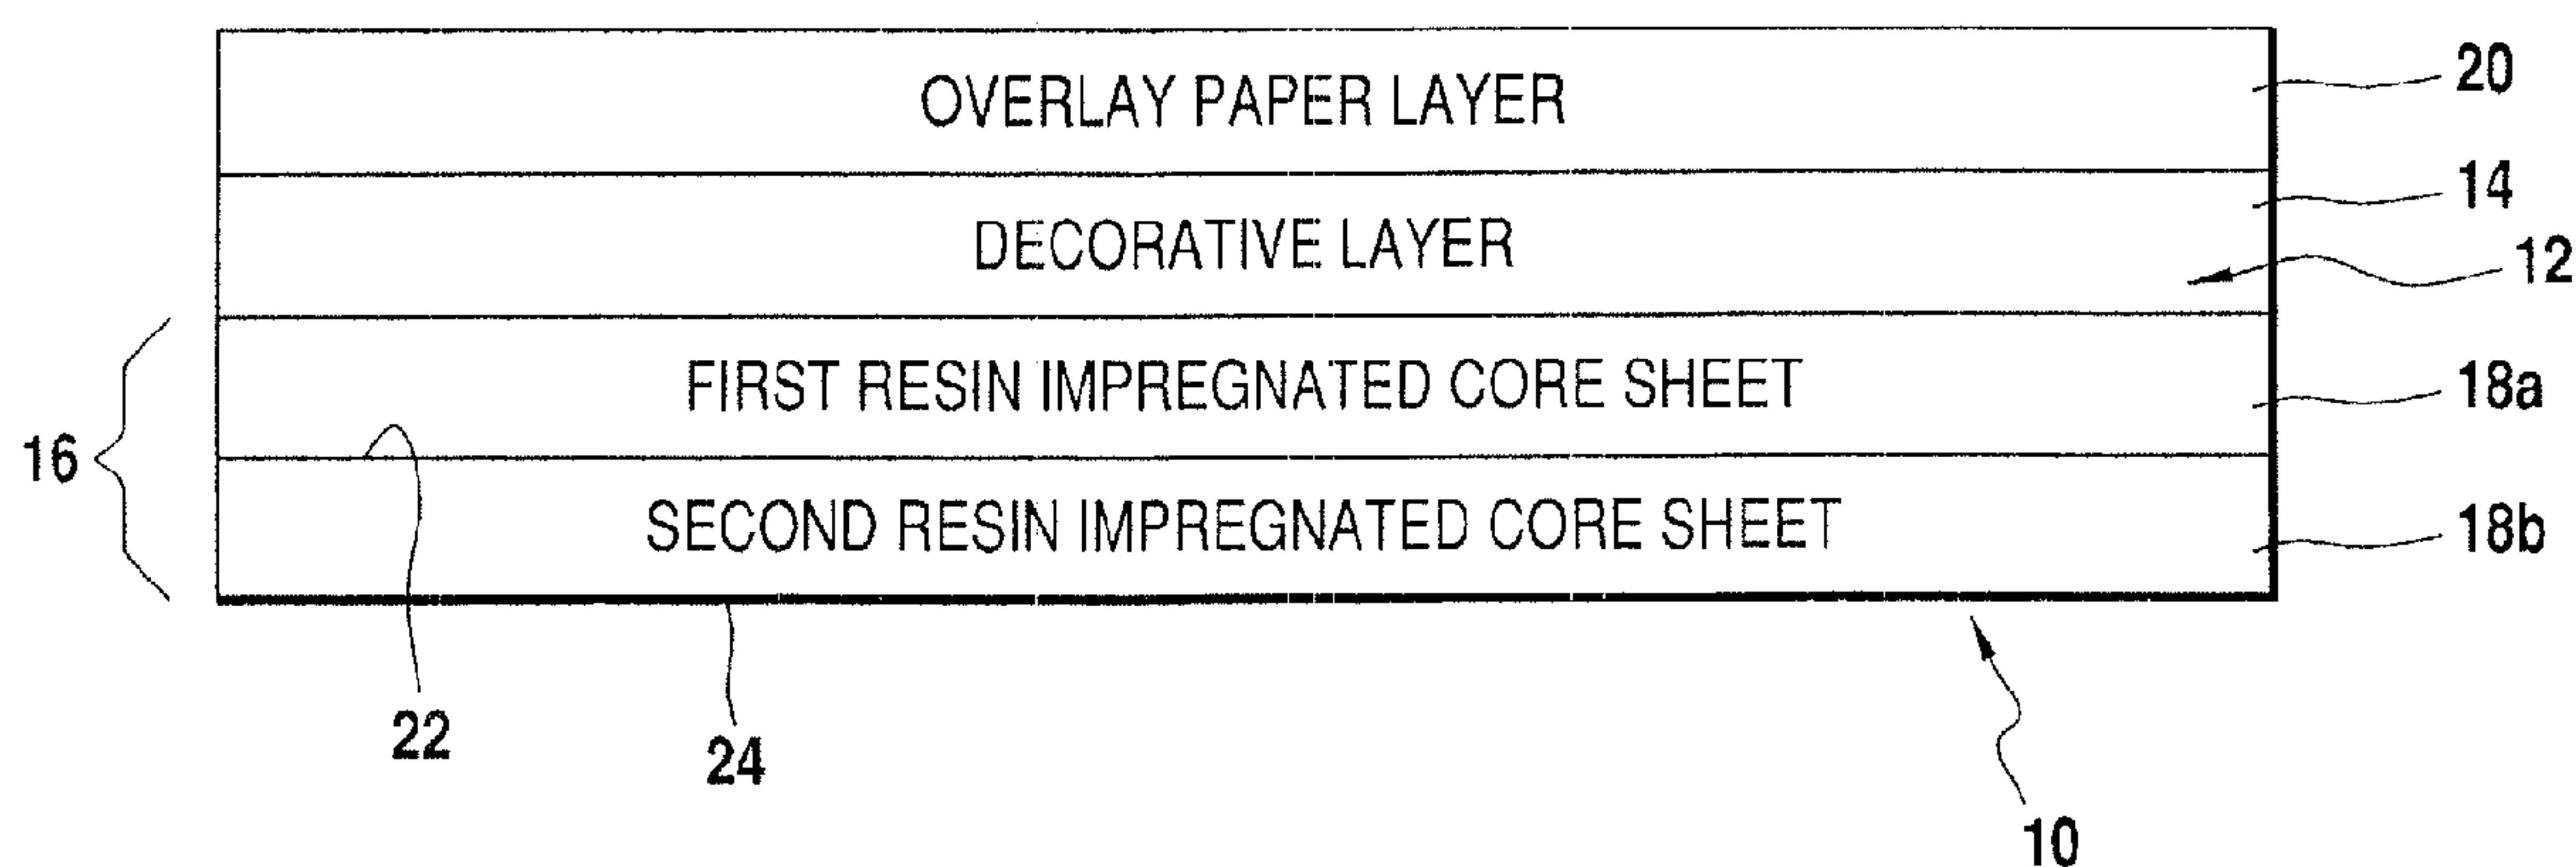 OVERLAY PAPER LAYER
20
DECORATIVE LAYER
14
12
FIRST RESIN IMPREGNATED CORE SHEET
18a
16
SECOND RESIN IMPREGNATED CORE SHEET
18b
22
24
10